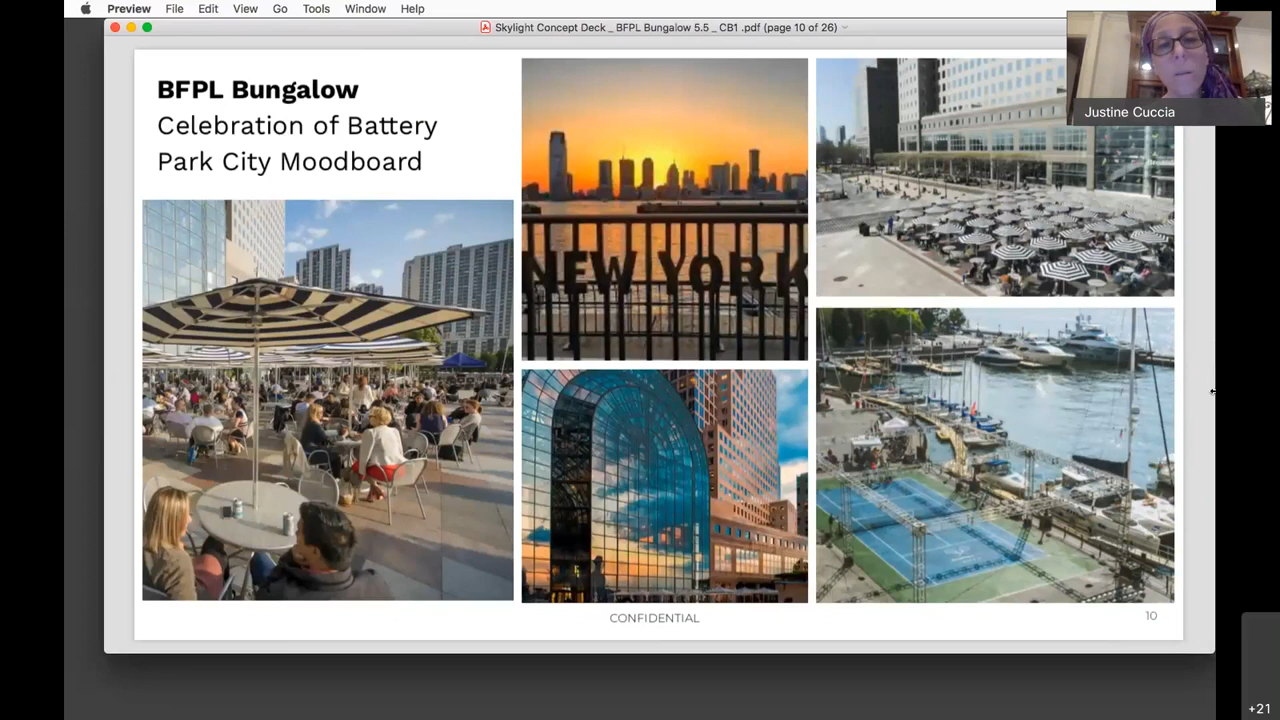 Preview File Edit View Go Tools Window Help
Skylight Concept Deck _ BFPL Bungalow 5.5 _ CB1 .pdf (page 10 of 26)
Justine Cuccia
BFPL Bungalow
Celebration of Battery
Park City Moodboard
NEW YORK
CONFIDENTIAL
10
+21